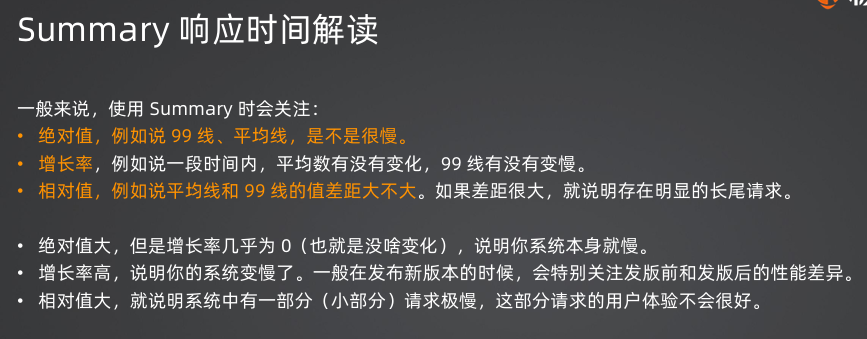 Summary 响应时间解读
一般来说，使用 Summary 时会关注：
• 绝对值，例如说 99 线、平均线，是不是很慢。
• 增长率，例如说一段时间内，平均数有没有变化，99 线有没有变慢。
• 相对值，例如说平均线和 99 线的值差距大不大。如果差距很大，就说明存在明显的长尾请求。
• 绝对值大，但是增长率几乎为 0（也就是没啥变化），说明你系统本身就慢。
• 增长率高，说明你的系统变慢了。一般在发布新版本的时候，会特别关注发版前和发版后的性能差异。
• 相对值大，就说明系统中有一部分（小部分）请求极慢，这部分请求的用户体验不会很好。